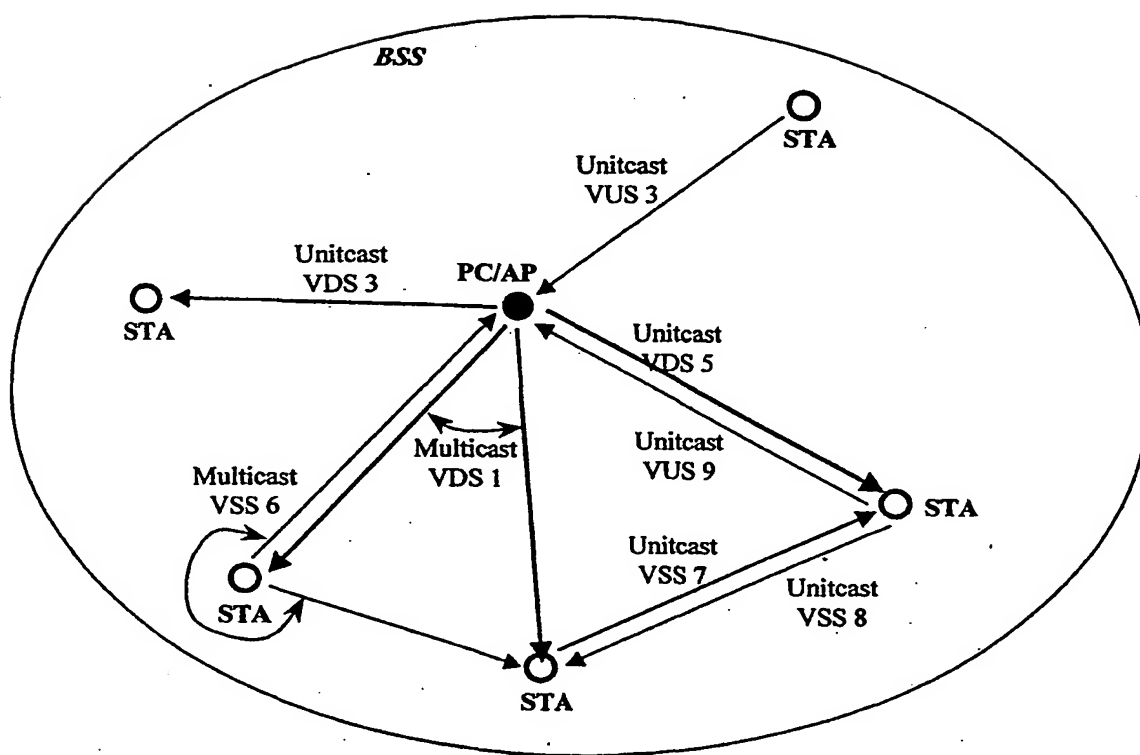 BSS
STA
Unitcast
VUS 3
Unitcast
VDS 3
PC/AP
STA
Unitcast
VDS 5
Multicast
VDS 1
Unitcast
VUS 9
Multicast
VSS 6
STA
Unitcast
VSS 7
Unitcast
VSS 8
STA
STA